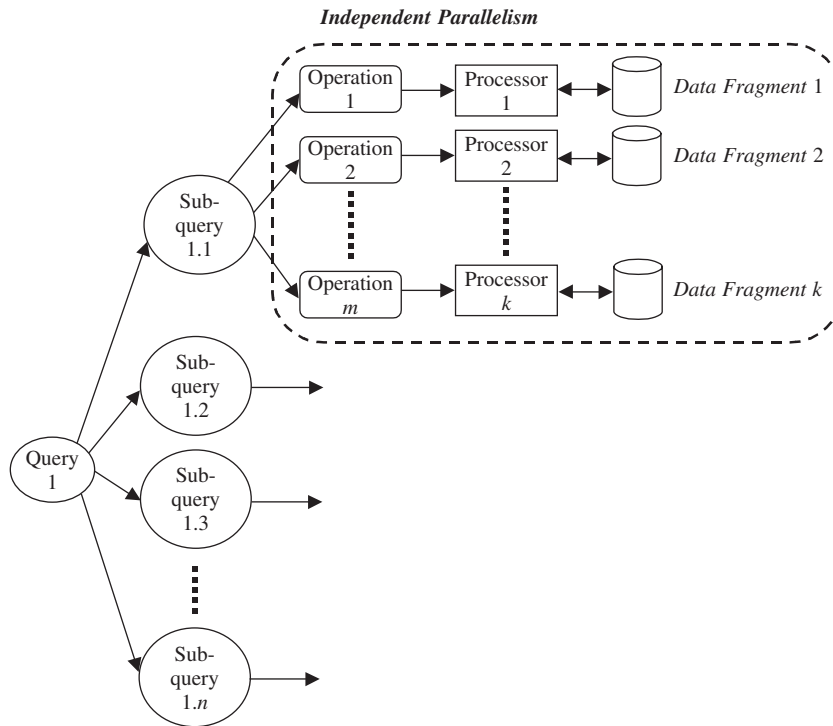 Independent Parallelism
Operation
1
Processor
1
Data Fragment 1
Operation
2
Processor
2
Data Fragment 2
Sub-
query
1.1
Operation
m
Processor
k
Data Fragment k
Sub-
query
1.2
Query
1
Sub-
query
1.3
Sub-
query
1.n